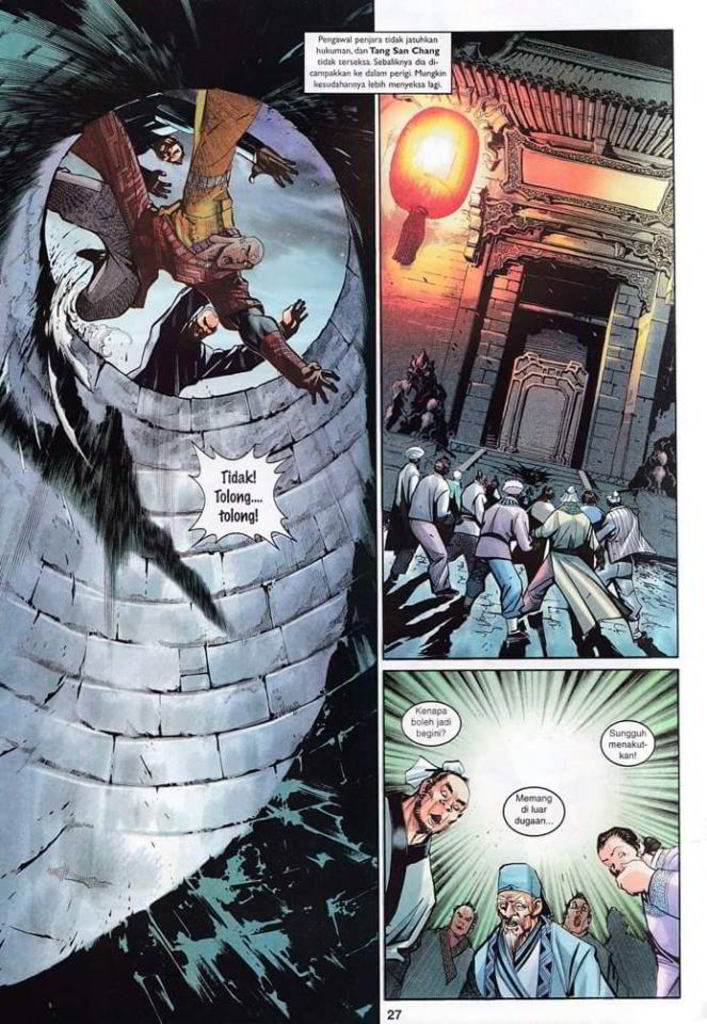 Pengawal penjara tidak jatuhkan
hukuman, dan Tang San Chang
tidak terseksa. Sebaliknya dia di-
campakkan ke dalam perigi. Mungkin
kesudahannya lebih menyeksa lagi.
Tidak!
Tolong....
tolong!
Kenapa
boleh jadi
begini?
Sungguh
menakut-
kan!
Memang
di luar
dugaan...
27